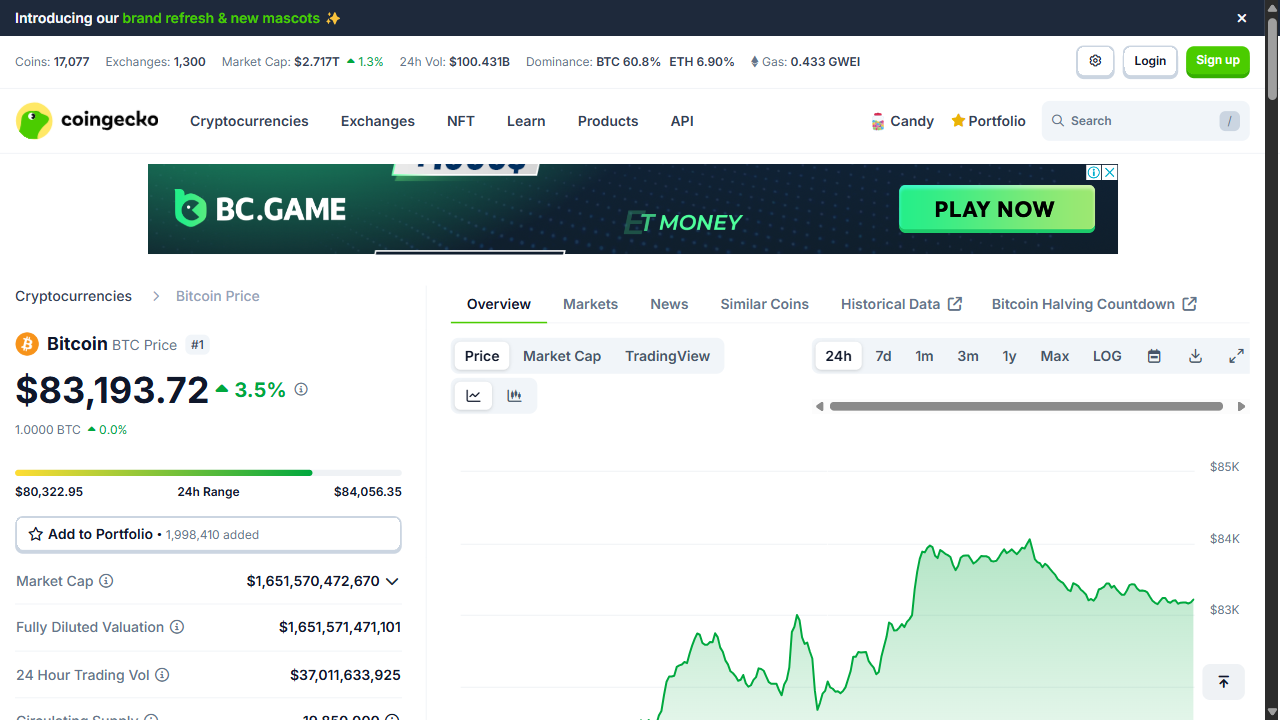 Introducing our brand refresh & new mascots ✨
Coins: 17,077 Exchanges: 1,300 Market Cap: $2.717T 1.3% 24h Vol: $100.431B Dominance: BTC 60.8% ETH 6.90% Gas: 0.433 GWEI
Login
Sign up
coingecko
Cryptocurrencies Exchanges NFT Learn Products API
Candy Portfolio
Search /
BC.GAME
ET MONEY
PLAY NOW
Cryptocurrencies > Bitcoin Price
Bitcoin BTC Price #1
$83,193.72 3.5%
1.0000 BTC 0.0%
$80,322.95 24h Range $84,056.35
Add to Portfolio • 1,998,410 added
Market Cap $1,651,570,472,670
Fully Diluted Valuation $1,651,571,471,101
24 Hour Trading Vol $37,011,633,925
Circulating Supply 19,850,000
Overview Markets News Similar Coins Historical Data Bitcoin Halving Countdown
Price Market Cap TradingView
24h 7d 1m 3m 1y Max LOG
$85K
$84K
$83K